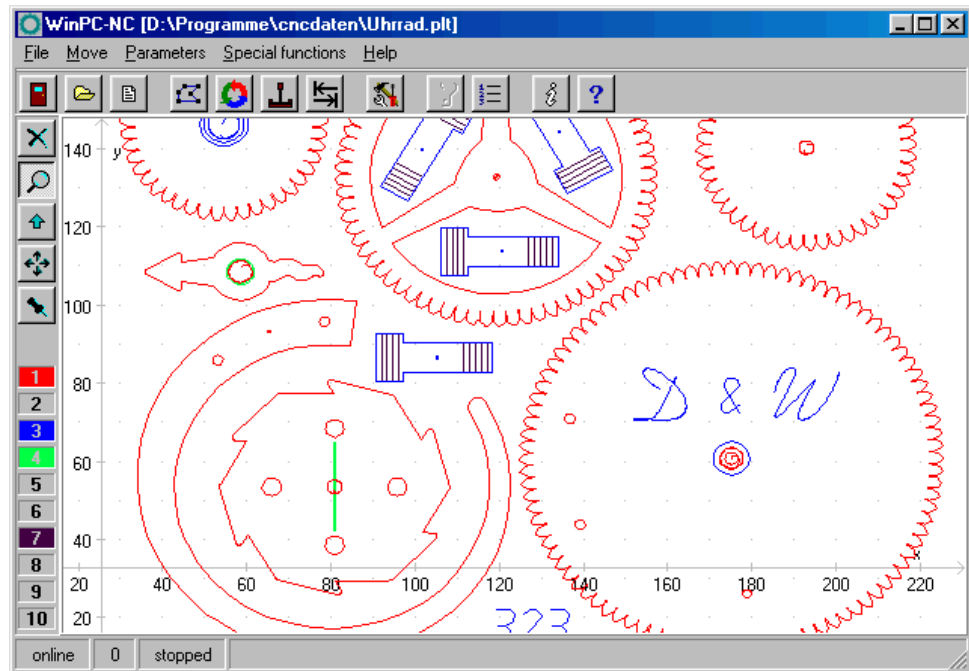 WinPC-NC [D:\Programme\cncdaten\Uhrrad.plt]
File Move Parameters Special functions Help
140
y
120
100
80
60
40
20
1
2
3
4
5
6
7
8
9
10
D & W
x
20 40 60 80 100 120 140 160 180 200 220
323
online 0 stopped